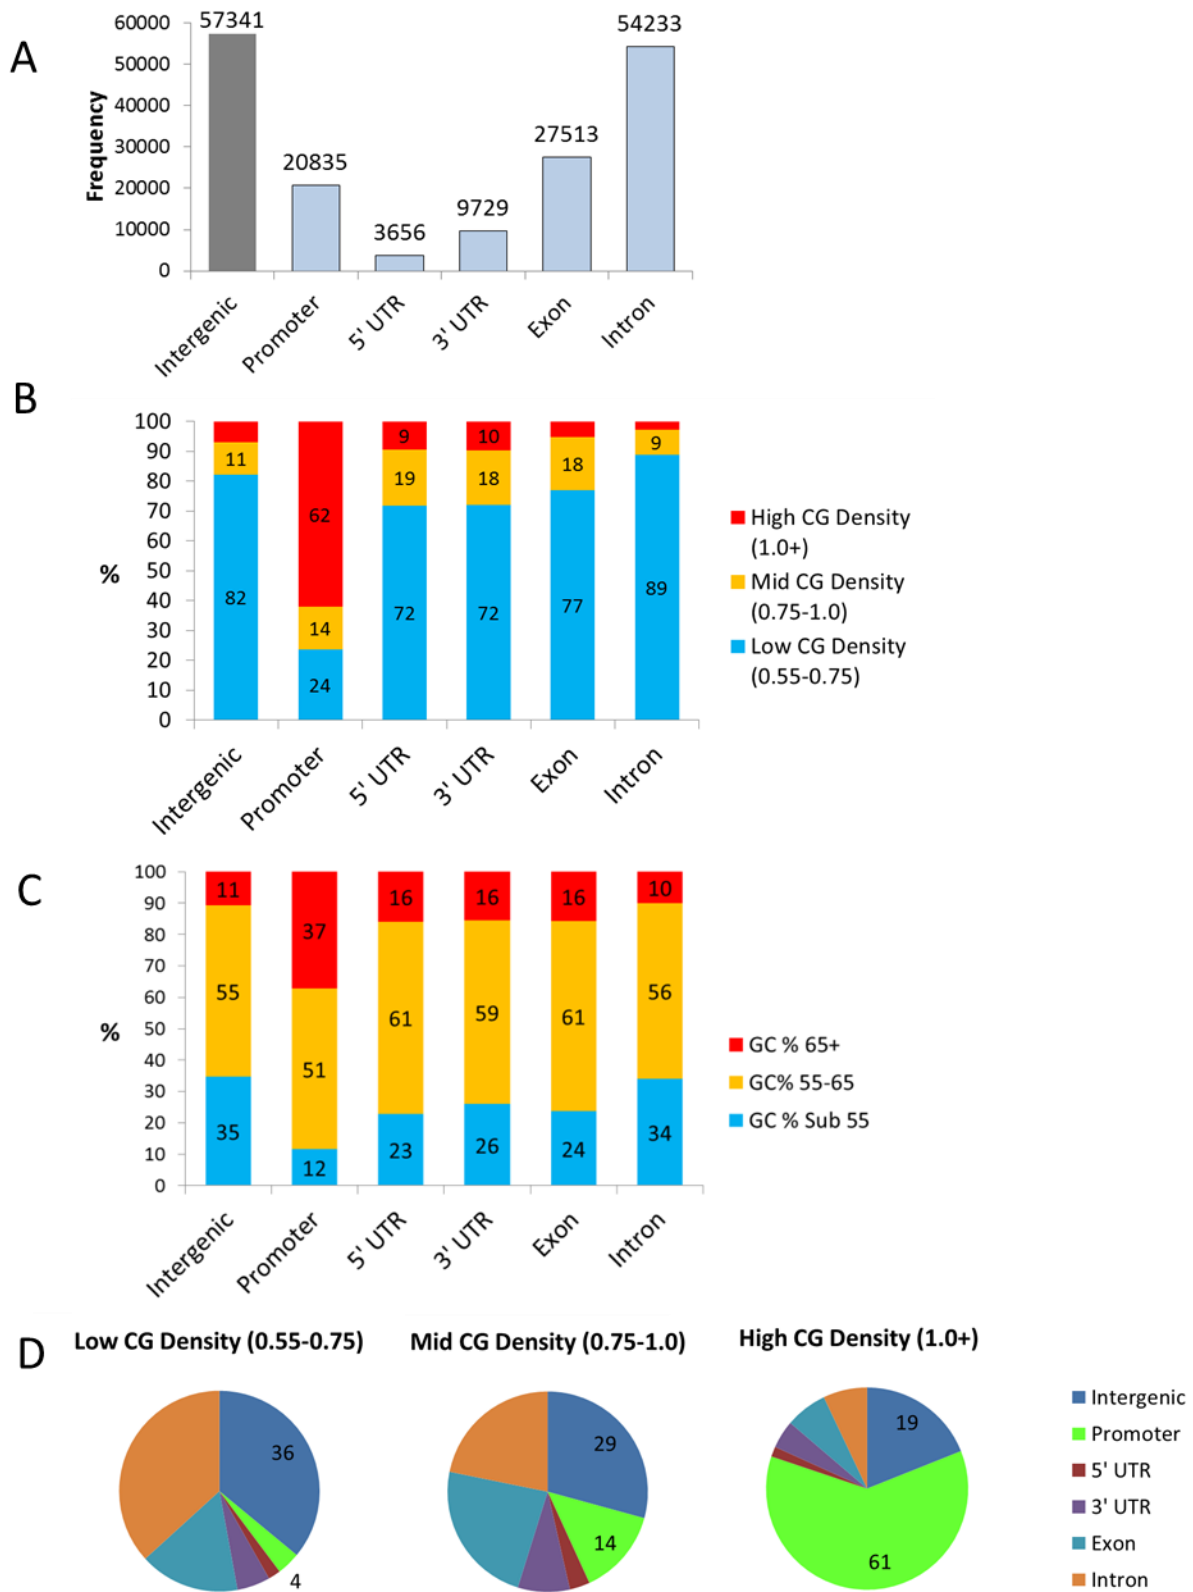 A
Frequency
60000
50000
40000
30000
20000
10000
0
57341
20835
3656
9729
27513
54233
Intergenic
Promoter
5' UTR
3' UTR
Exon
Intron
B
%
100
90
80
70
60
50
40
30
20
10
0
11
82
62
14
24
9
19
72
10
18
72
18
77
9
89
Intergenic
Promoter
5' UTR
3' UTR
Exon
Intron
High CG Density
(1.0+)
Mid CG Density
(0.75-1.0)
Low CG Density
(0.55-0.75)
C
%
100
90
80
70
60
50
40
30
20
10
0
11
55
35
37
51
12
16
61
23
16
59
26
16
61
24
10
56
34
Intergenic
Promoter
5' UTR
3' UTR
Exon
Intron
GC % 65+
GC% 55-65
GC % Sub 55
D
Low CG Density (0.55-0.75)
36
4
Mid CG Density (0.75-1.0)
29
14
High CG Density (1.0+)
19
61
Intergenic
Promoter
5' UTR
3' UTR
Exon
Intron